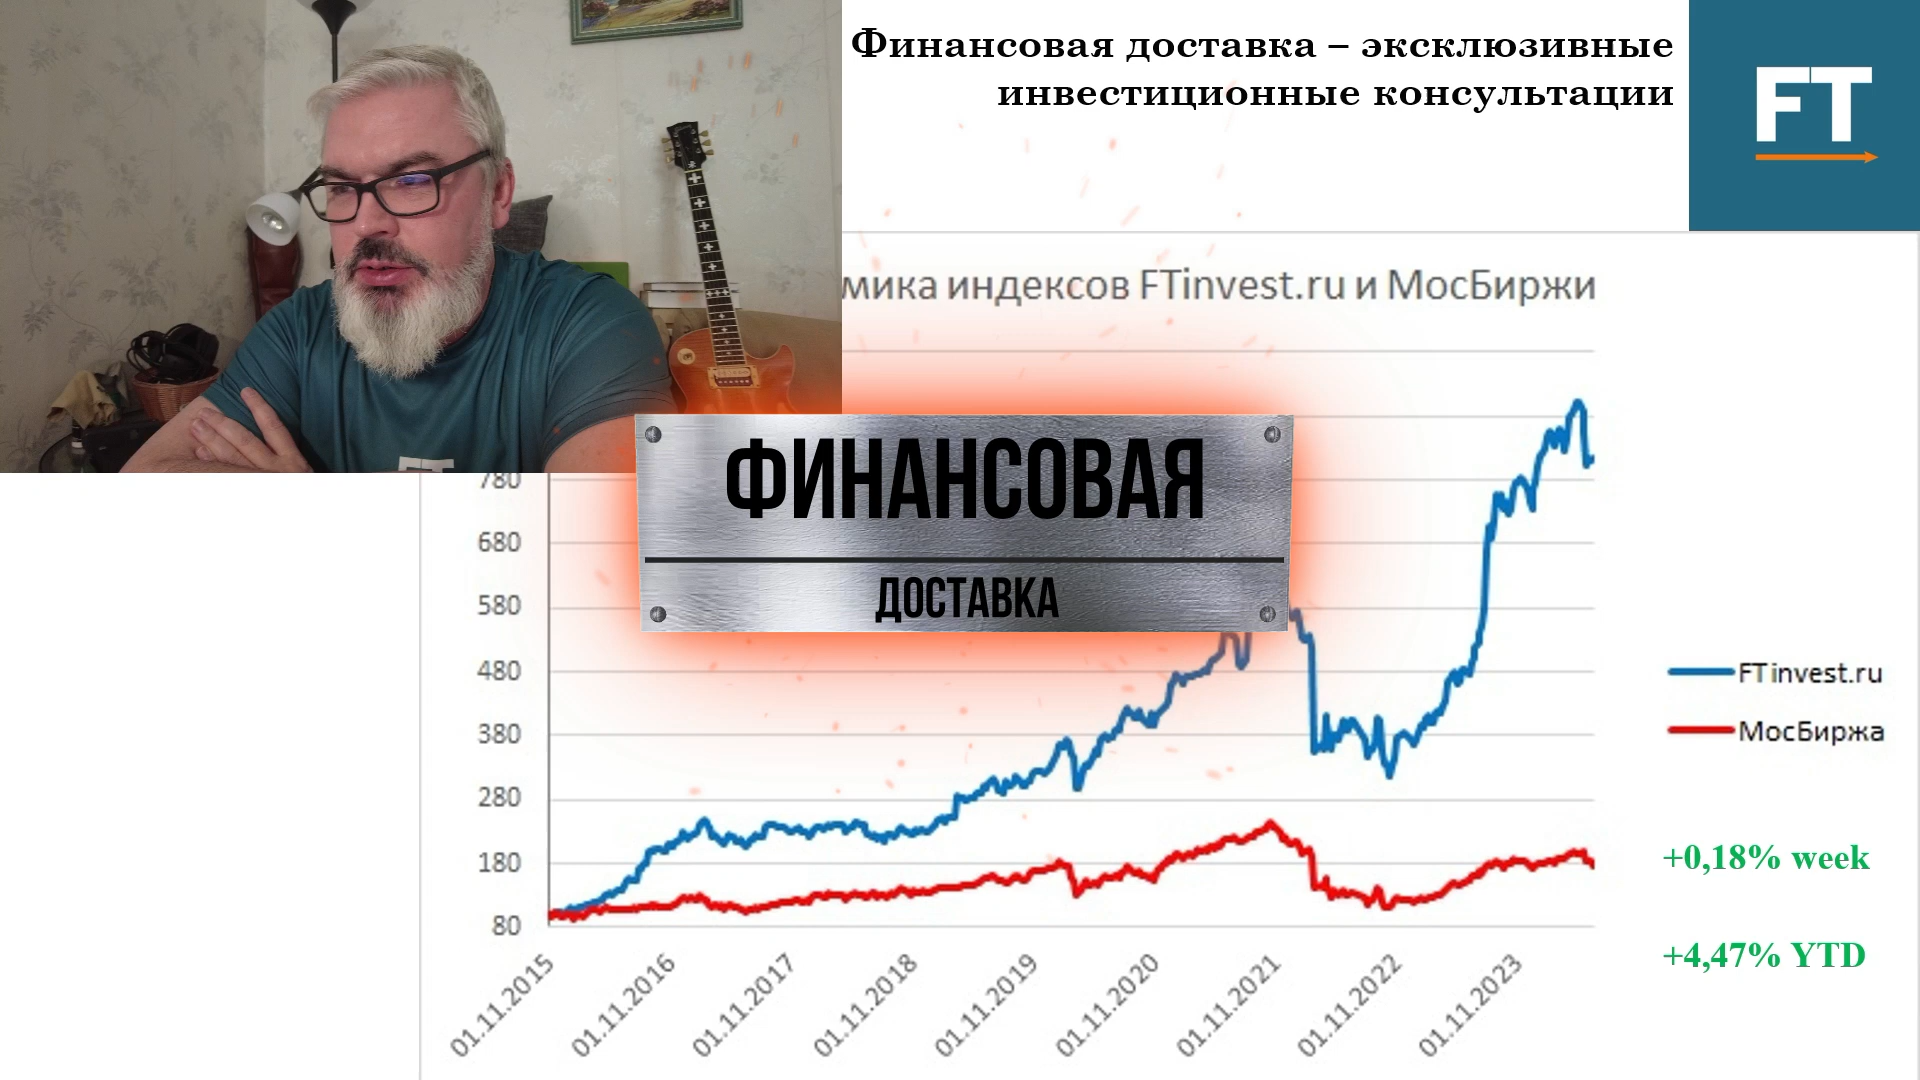 Финансовая доставка – эксклюзивные
инвестиционные консультации
FT
мика индексов FTinvest.ru и МосБиржи
ФИНАНСОВАЯ
ДОСТАВКА
780
680
580
480
380
280
180
80
01.11.2015
01.11.2016
01.11.2017
01.11.2018
01.11.2019
01.11.2020
01.11.2021
01.11.2022
01.11.2023
FTinvest.ru
МосБиржа
+0,18% week
+4,47% YTD